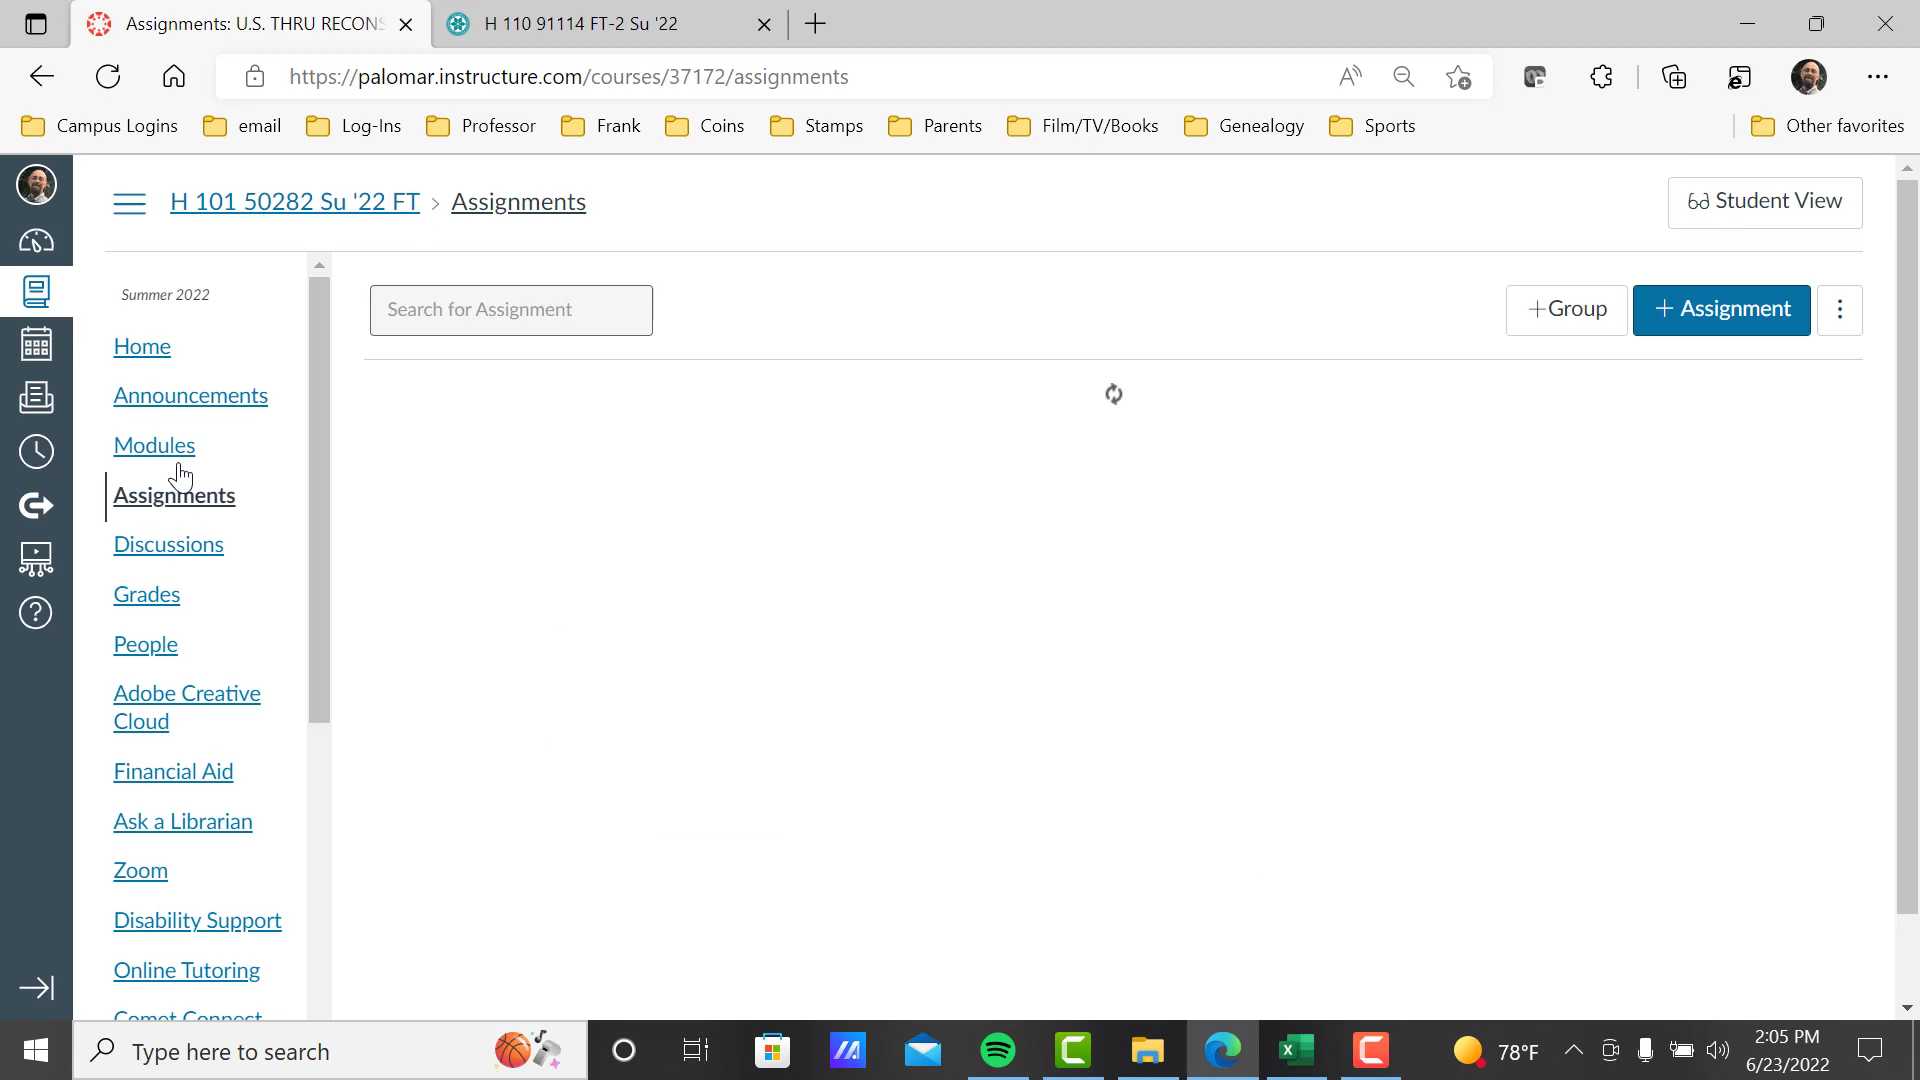 Assignments: U.S. THRU RECONS
H 110 91114 FT-2 Su '22
https://palomar.instructure.com/courses/37172/assignments
Campus Logins
email
Log-Ins
Professor
Frank
Coins
Stamps
Parents
Film/TV/Books
Genealogy
Sports
Other favorites
H 101 50282 Su '22 FT > Assignments
Student View
Summer 2022
Search for Assignment
+Group
+ Assignment
Home
Announcements
Modules
Assignments
Discussions
Grades
People
Adobe Creative
Cloud
Financial Aid
Ask a Librarian
Zoom
Disability Support
Online Tutoring
Comet Connect
Type here to search
78°F
2:05 PM
6/23/2022